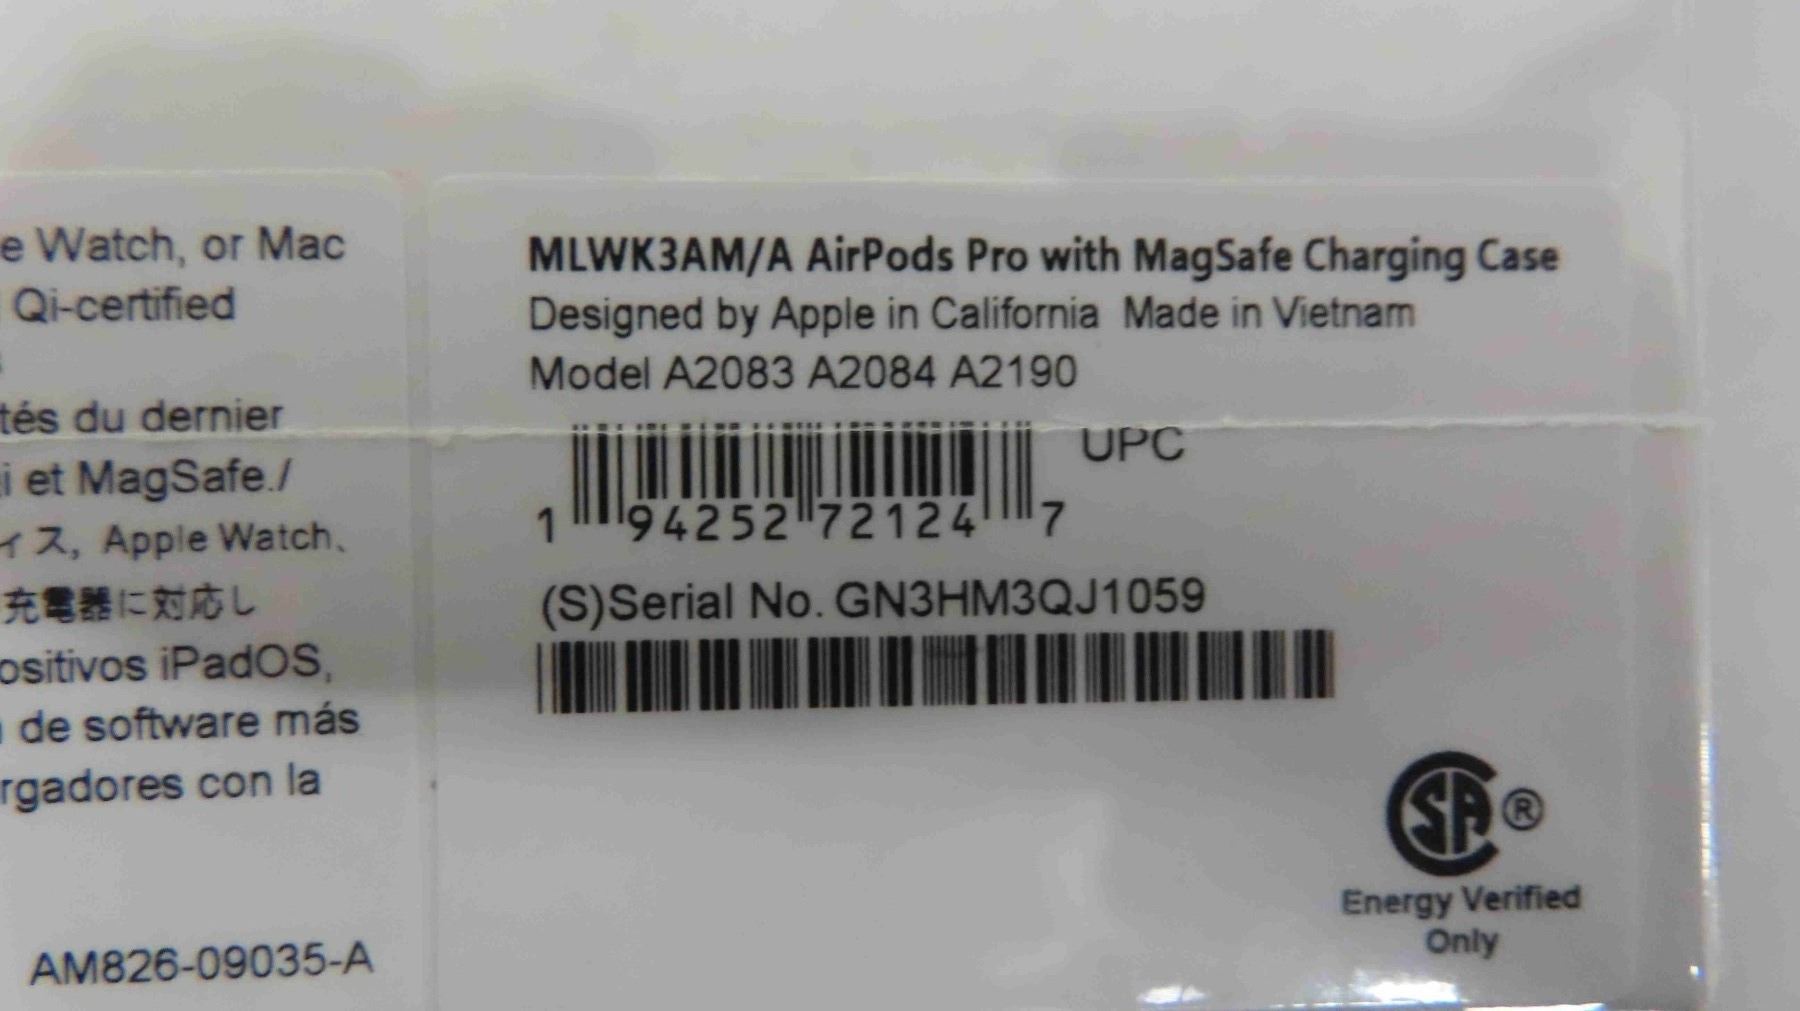 e Watch, or Mac
Qi-certified
tés du dernier
i et MagSafe./
ィス, Apple Watch、
充電器に対応し
ositivos iPadOS,
de software más
rgadores con la
AM826-09035-A
MLWK3AM/A AirPods Pro with MagSafe Charging Case
Designed by Apple in California Made in Vietnam
Model A2083 A2084 A2190
UPC
1 94252 72124 7
(S)Serial No. GN3HM3QJ1059
SA ®
Energy Verified
Only